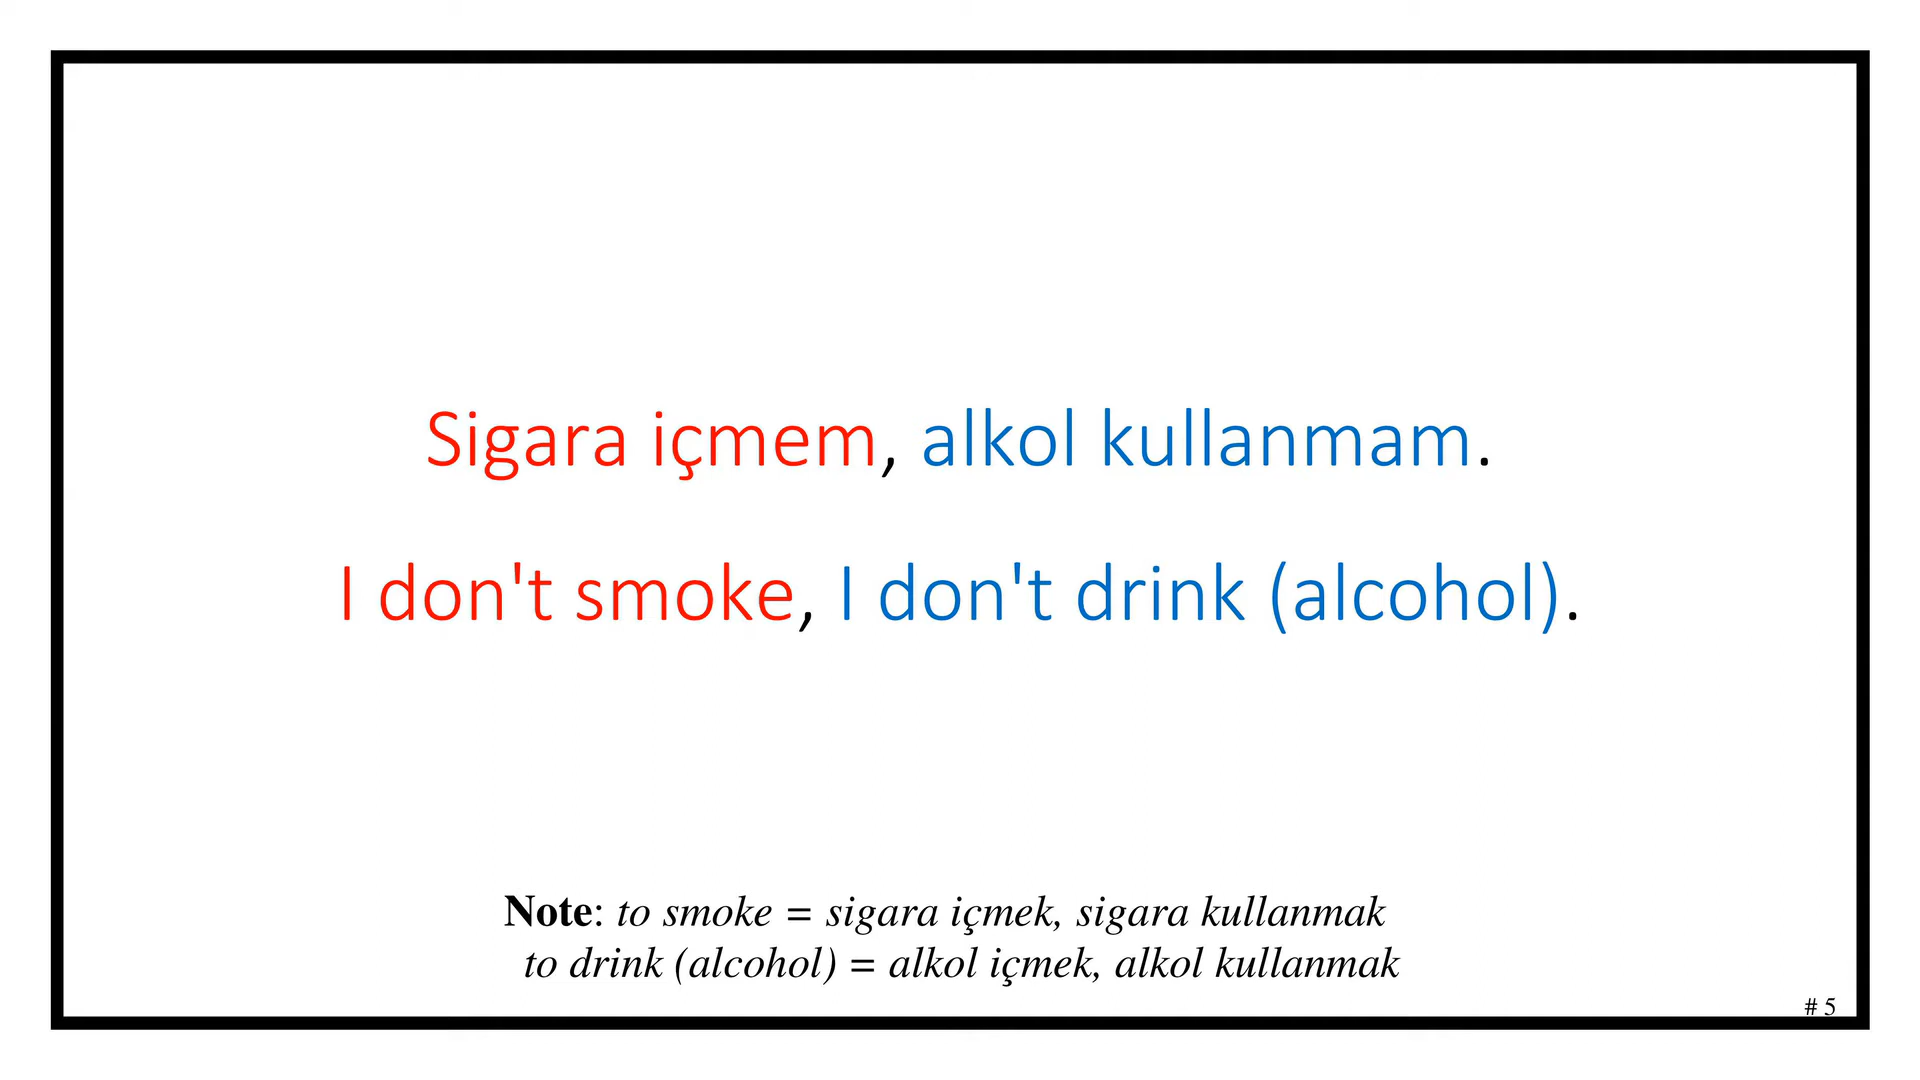 Sigara içmem, alkol kullanmam.
I don't smoke, I don't drink (alcohol).
Note: to smoke = sigara içmek, sigara kullanmak
to drink (alcohol) = alkol içmek, alkol kullanmak
# 5